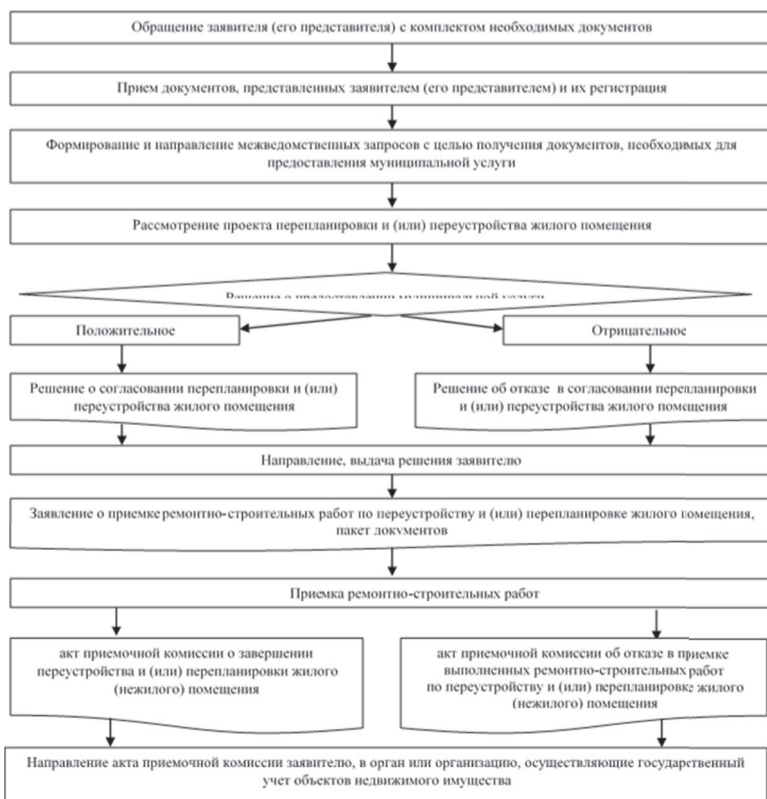 Обращение заявителя (его представителя) с комплектом необходимых документов
Прием документов, представленных заявителем (его представителем) и их регистрация
Формирование и направление межведомственных запросов с целью получения документов, необходимых для
предоставления муниципальной услуги
Рассмотрение проекта перепланировки и (или) переустройства жилого помещения
Решение о предоставлении муниципальной услуги
Положительное
Отрицательное
Решение о согласовании перепланировки и (или)
переустройства жилого помещения
Решение об отказе в согласовании перепланировки
и (или) переустройства жилого помещения
Направление, выдача решения заявителю
Заявление о приемке ремонтно-строительных работ по переустройству и (или) перепланировке жилого помещения,
пакет документов
Приемка ремонтно-строительных работ
акт приемочной комиссии о завершении
переустройства и (или) перепланировки жилого
(нежилого) помещения
акт приемочной комиссии об отказе в приемке
выполненных ремонтно-строительных работ
по переустройству и (или) перепланировке жилого
(нежилого) помещения
Направление акта приемочной комиссии заявителю, в орган или организацию, осуществляющие государственный
учет объектов недвижимого имущества